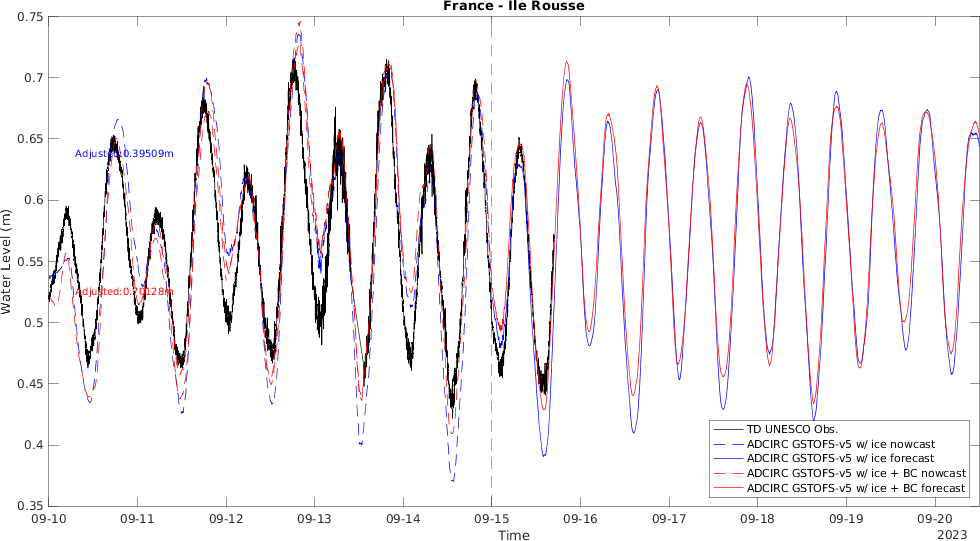 France - Ile Rousse
0.75
0.7
0.65
0.6
0.55
0.5
0.45
0.4
0.35
Water Level (m)
Adjusted:0.39509m
Adjusted:0.70128m
TD UNESCO Obs.
ADCIRC GSTOFS-v5 w/ ice nowcast
ADCIRC GSTOFS-v5 w/ ice forecast
ADCIRC GSTOFS-v5 w/ ice + BC nowcast
ADCIRC GSTOFS-v5 w/ ice + BC forecast
09-10 09-11 09-12 09-13 09-14 09-15 09-16 09-17 09-18 09-19 09-20
Time
2023